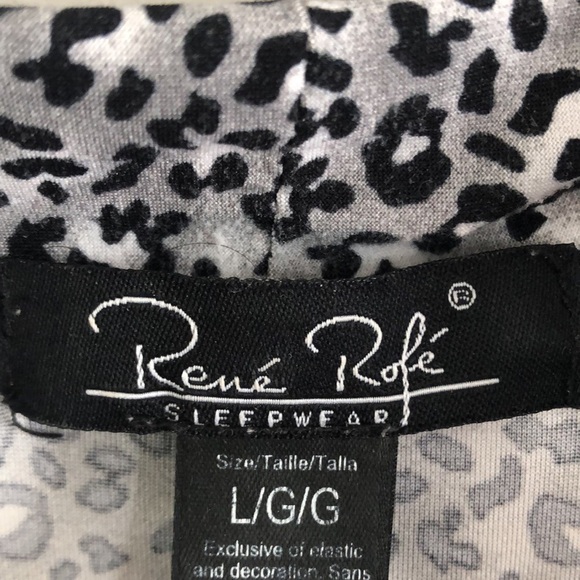 René Rofé ®
SLEEPWEAR
Size/Taille/Talla
L/G/G
Exclusive of elastic
and decoration. Sans